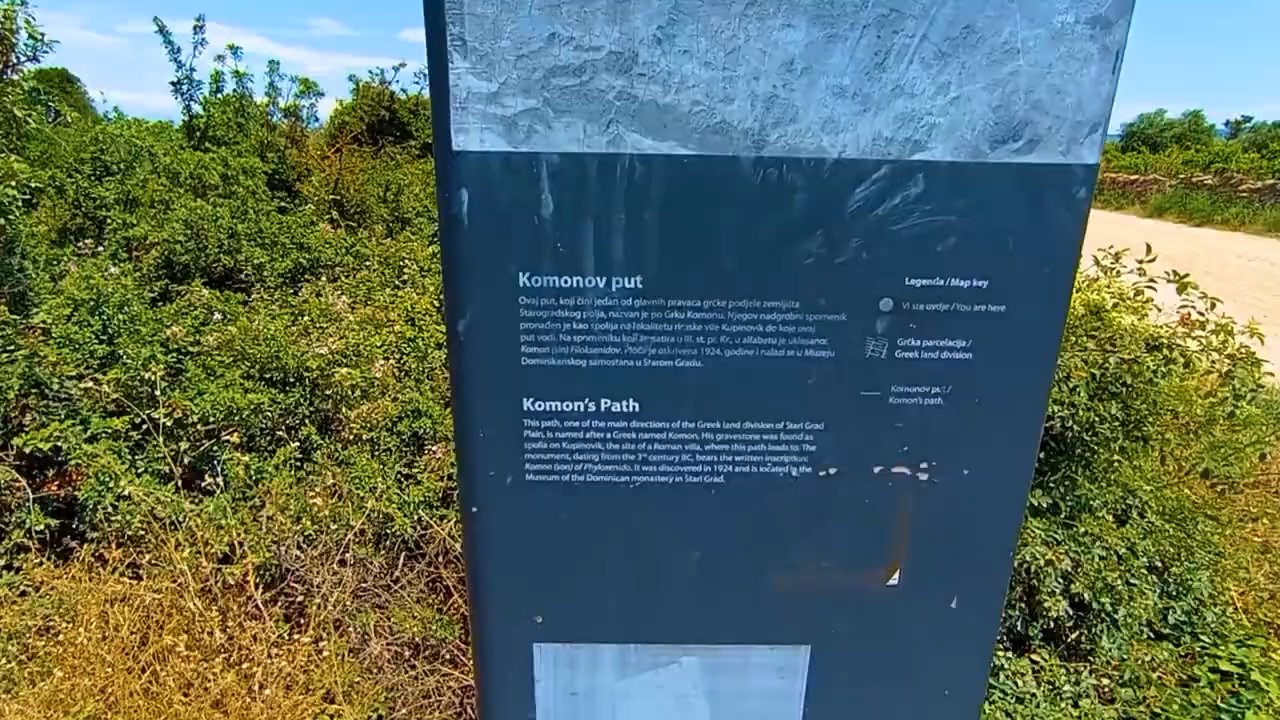 Komonov put
Ovaj put, koji čini jedan od glavnih pravaca grčke podjele zemljišta
Starogradskog polja, nazvan je po Grku Komonu. Njegov nadgrobni spomenik
pronađen je kao spolija na lokalitetu rimske vile Kupinovik do koje ovaj
put vodi. Na spomeniku koji se datira u III. st. pr. Kr., u alfabetu je uklesano:
Komon (sin) Filoksenidov. Ploča je otkrivena 1924. godine i nalazi se u Muzeju
Dominikanskog samostana u Starom Gradu.
Komon's Path
This path, one of the main directions of the Greek land division of Stari Grad
Plain, is named after a Greek named Komon. His gravestone was found as
spolia on Kupinovik, the site of a Roman villa, where this path leads to. The
monument, dating from the 3rd century BC, bears the written inscription:
Komon (son) of Phyloxenido. It was discovered in 1924 and is located in the
Museum of the Dominican monastery in Stari Grad.
Legenda / Map key
Vi ste ovdje / You are here
Grčka parcelacija /
Greek land division
Komonov put /
Komon's path